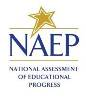 NAEP
NATIONAL ASSESSMENT
OF EDUCATIONAL
PROGRESS